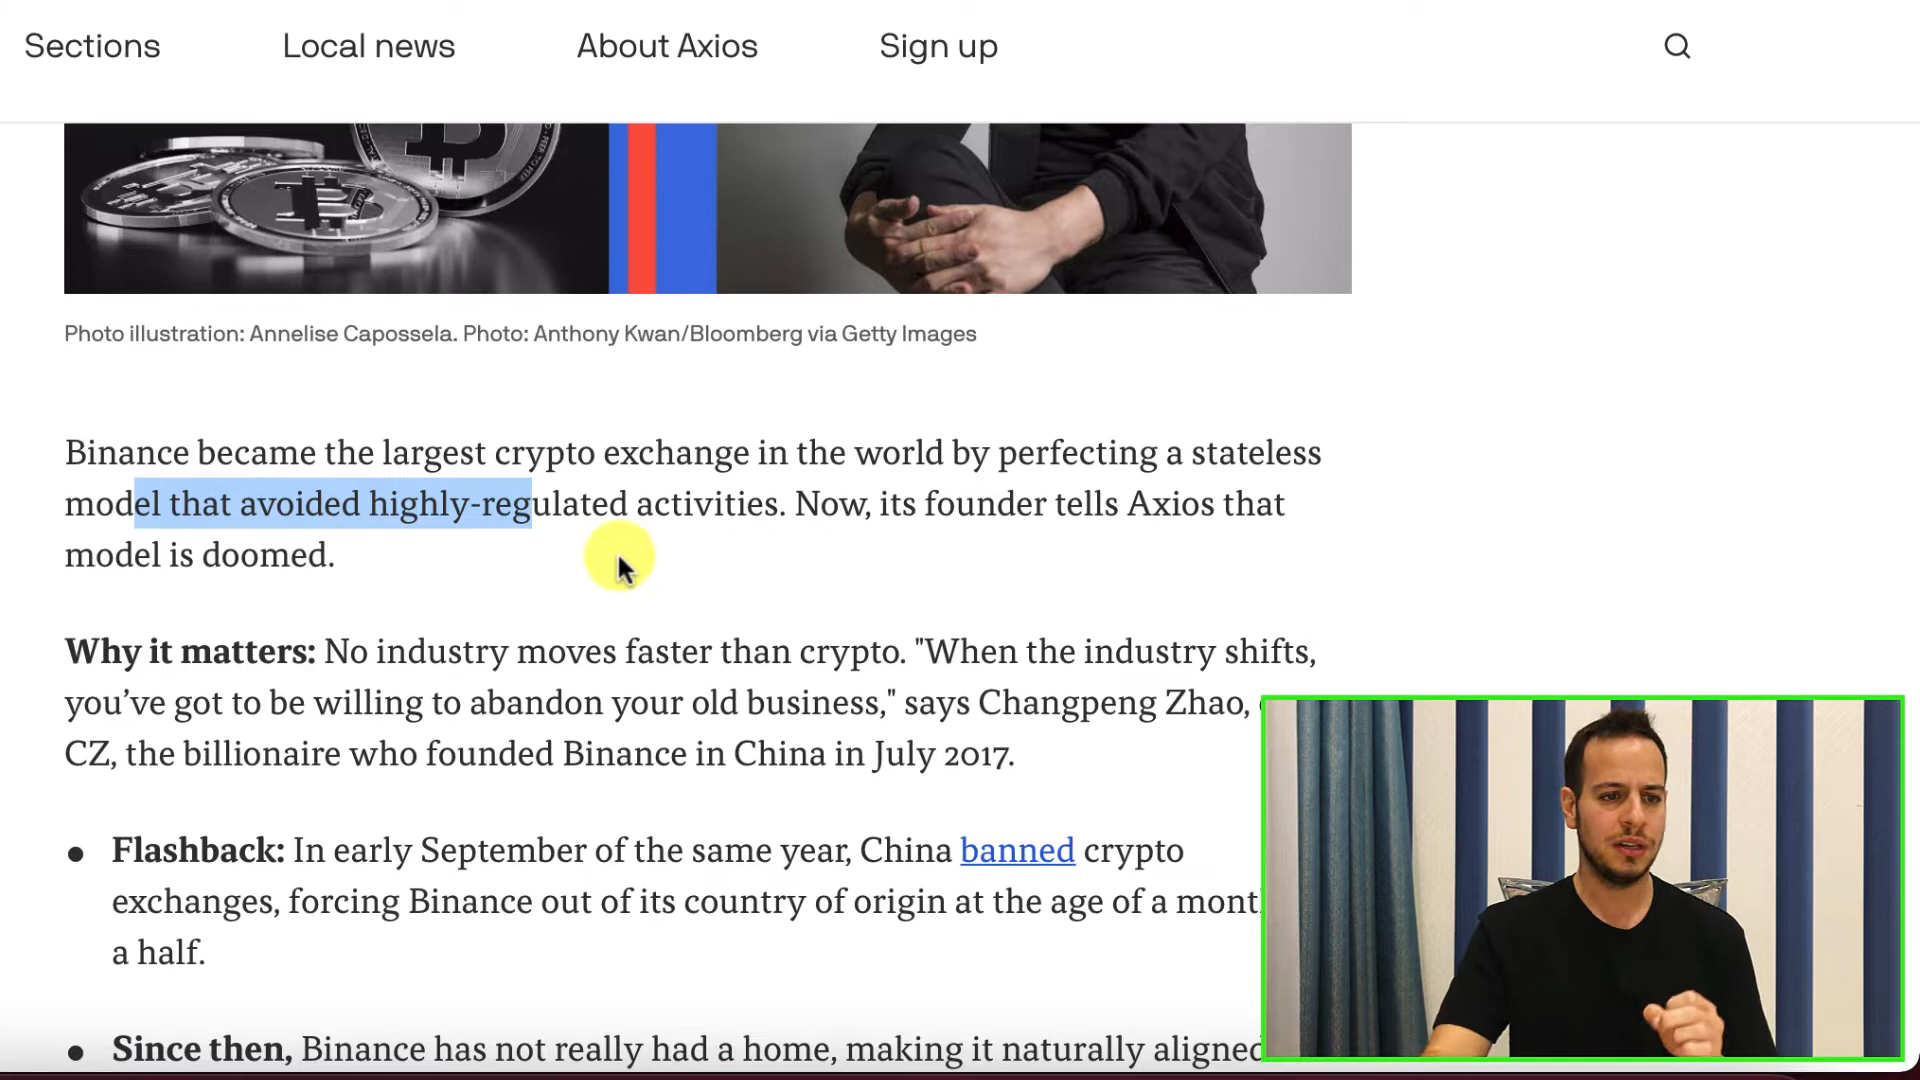 Sections Local news About Axios Sign up
Photo illustration: Annelise Capossela. Photo: Anthony Kwan/Bloomberg via Getty Images
Binance became the largest crypto exchange in the world by perfecting a stateless
model that avoided highly-regulated activities. Now, its founder tells Axios that
model is doomed.
Why it matters: No industry moves faster than crypto. "When the industry shifts,
you’ve got to be willing to abandon your old business," says Changpeng Zhao,
CZ, the billionaire who founded Binance in China in July 2017.
● Flashback: In early September of the same year, China banned crypto
exchanges, forcing Binance out of its country of origin at the age of a
a half.
● Since then, Binance has not really had a home, making it naturally aligned